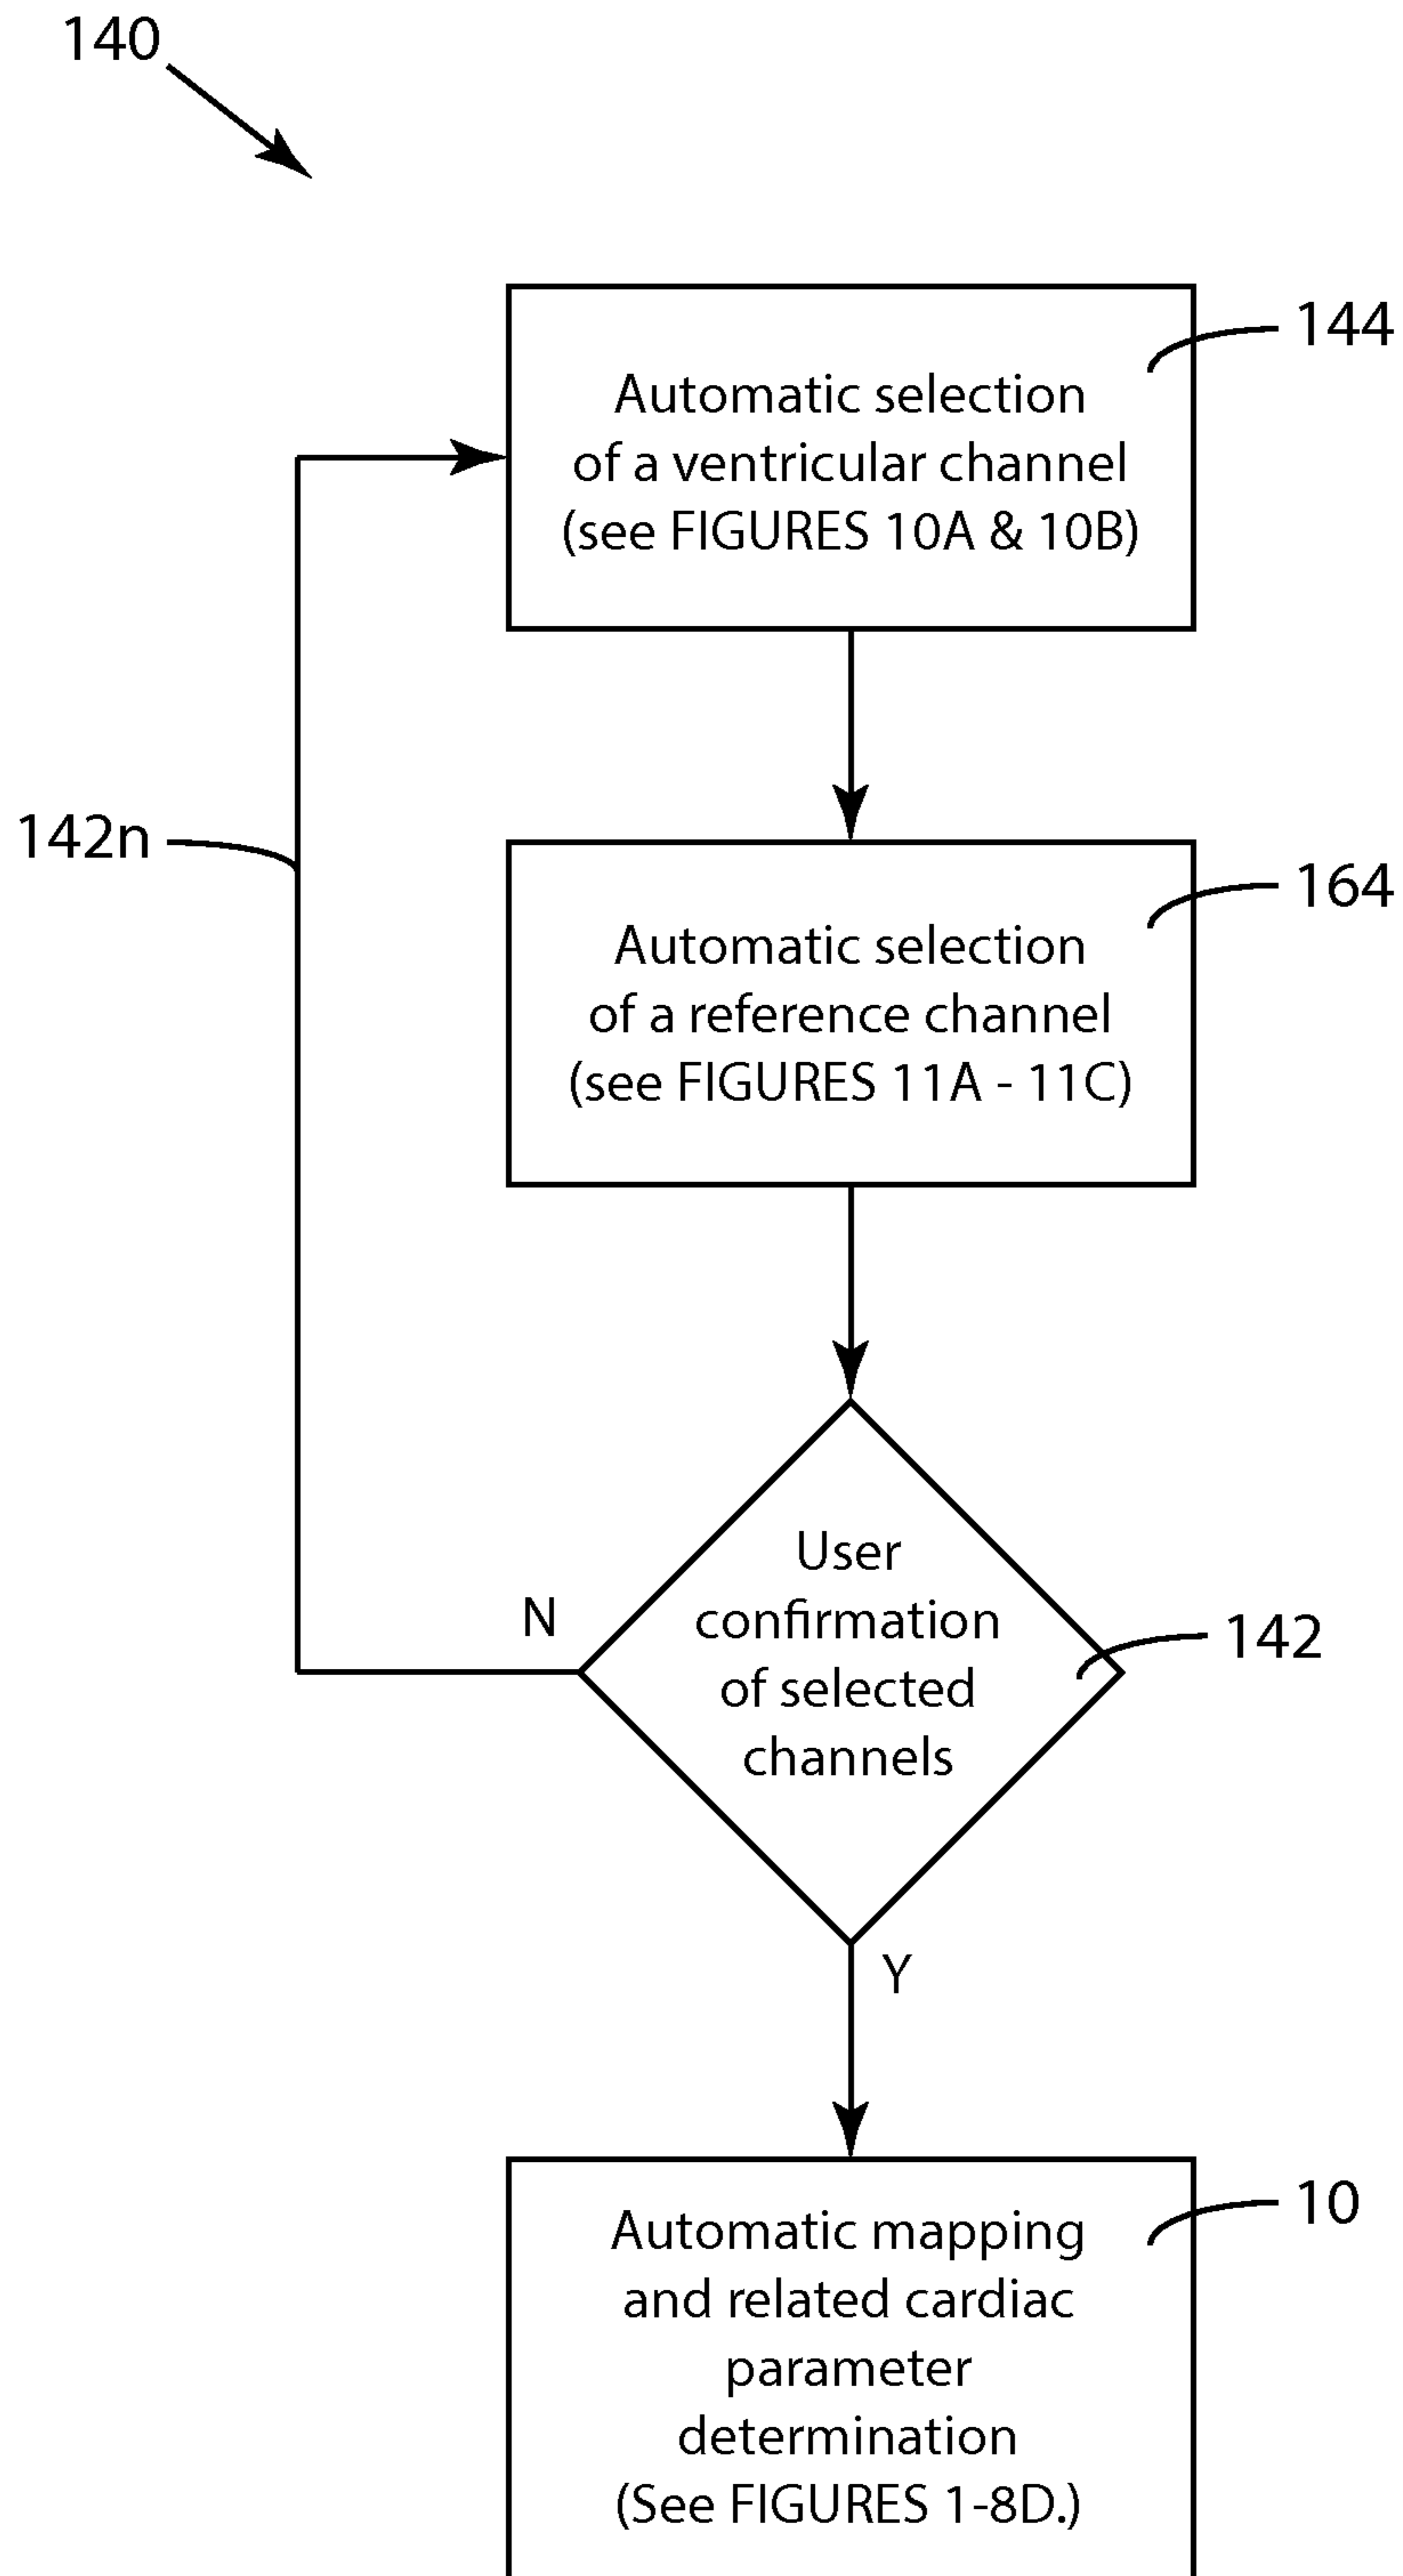 140
144
Automatic selection
of a ventricular channel
(see FIGURES 10A & 10B)
142n
164
Automatic selection
of a reference channel
(see FIGURES 11A - 11C)
User
confirmation
of selected
channels
N
142
Y
10
Automatic mapping
and related cardiac
parameter
determination
(See FIGURES 1-8D.)